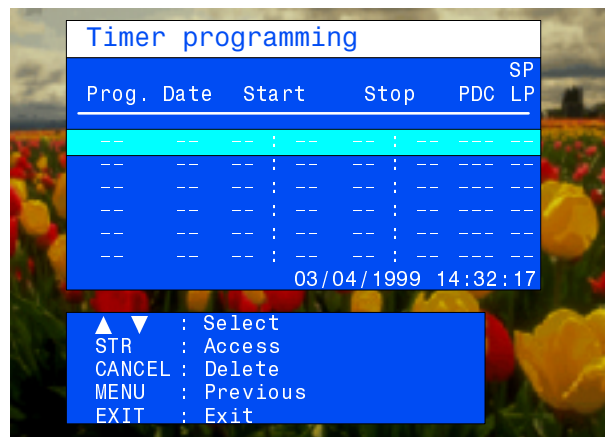 Timer programming
SP
Prog. Date Start Stop PDC LP
-- -- -- : -- -- : -- --- --
-- -- -- : -- -- : -- --- --
-- -- -- : -- -- : -- --- --
-- -- -- : -- -- : -- --- --
-- -- -- : -- -- : -- --- --
-- -- -- : -- -- : -- --- --
03/04/1999 14:32:17
▲ ▼ : Select
STR : Access
CANCEL : Delete
MENU : Previous
EXIT : Exit